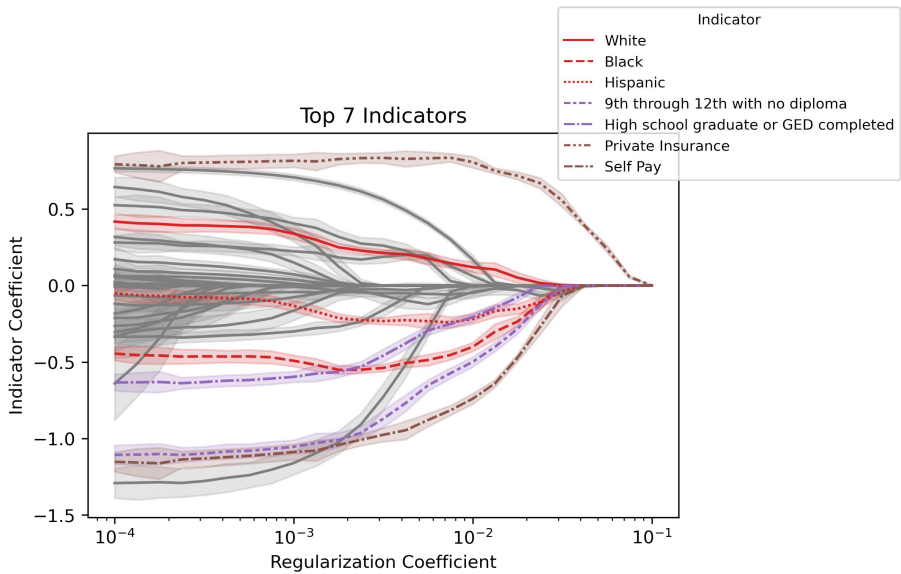 Indicator
White
Black
Hispanic
9th through 12th with no diploma
High school graduate or GED completed
Private Insurance
Self Pay
Top 7 Indicators
0.5
0.0
−0.5
−1.0
−1.5
Indicator Coefficient
10⁻⁴ 10⁻³ 10⁻² 10⁻¹
Regularization Coefficient